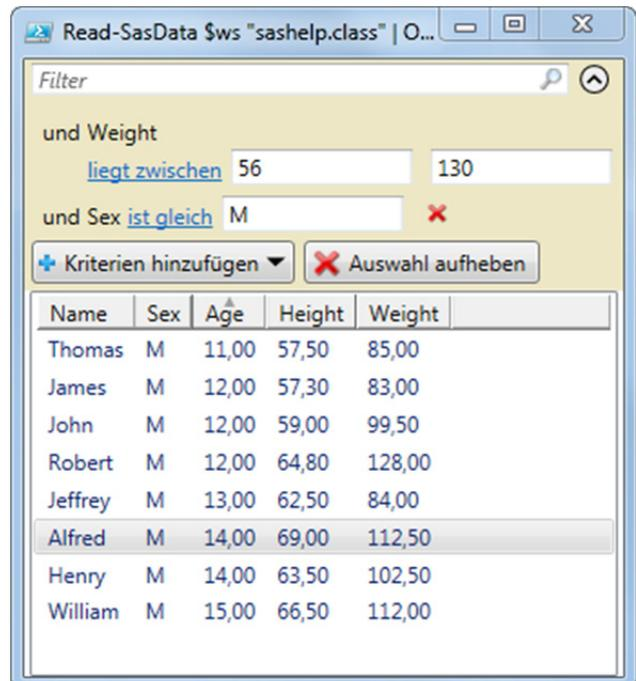 Read-SasData $ws "sashelp.class" | O...
Filter
und Weight
liegt zwischen 56 130
und Sex ist gleich M
Kriterien hinzufügen Auswahl aufheben
Name Sex Age Height Weight
Thomas M 11,00 57,50 85,00
James M 12,00 57,30 83,00
John M 12,00 59,00 99,50
Robert M 12,00 64,80 128,00
Jeffrey M 13,00 62,50 84,00
Alfred M 14,00 69,00 112,50
Henry M 14,00 63,50 102,50
William M 15,00 66,50 112,00